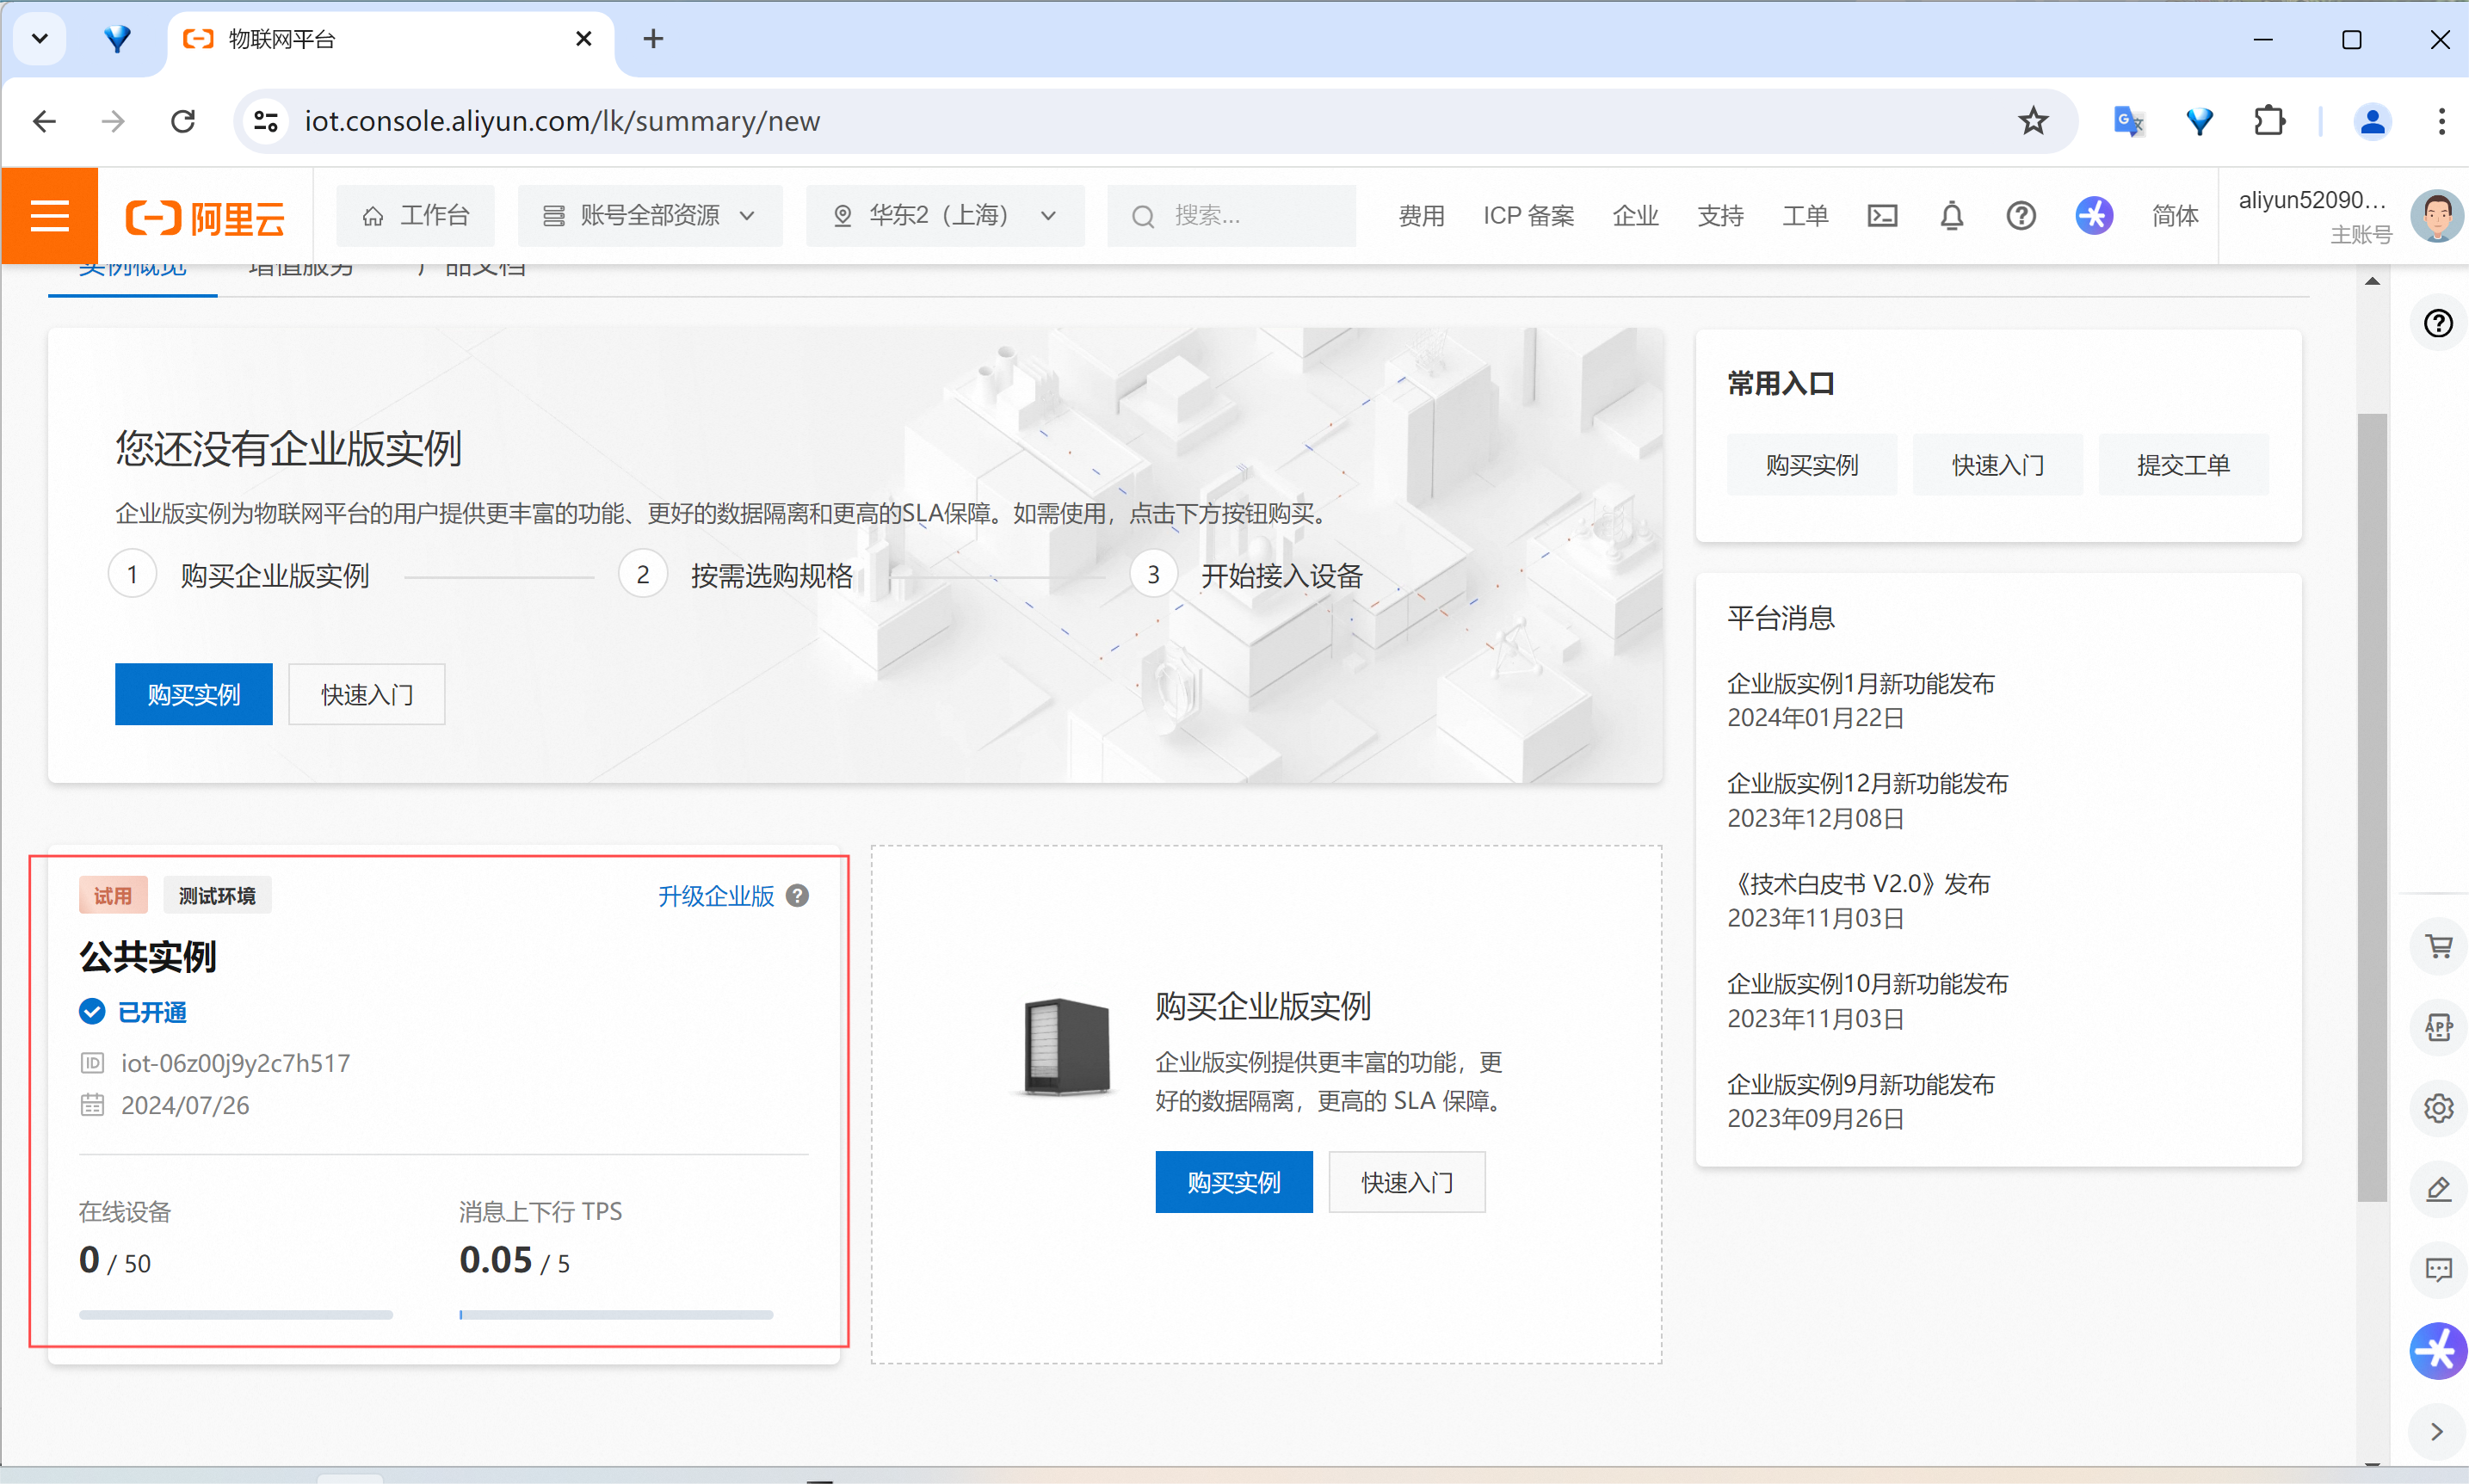 物联网平台
iot.console.aliyun.com/lk/summary/new
阿里云
工作台
账号全部资源
华东2（上海）
搜索...
费用
ICP 备案
企业
支持
工单
简体
aliyun52090...
主账号
实例概览
增值服务
产品文档
您还没有企业版实例
企业版实例为物联网平台的用户提供更丰富的功能、更好的数据隔离和更高的SLA保障。如需使用，点击下方按钮购买。
1 购买企业版实例
2 按需选购规格
3 开始接入设备
购买实例
快速入门
常用入口
购买实例
快速入门
提交工单
平台消息
企业版实例1月新功能发布
2024年01月22日
企业版实例12月新功能发布
2023年12月08日
《技术白皮书 V2.0》发布
2023年11月03日
企业版实例10月新功能发布
2023年11月03日
企业版实例9月新功能发布
2023年09月26日
试用
测试环境
升级企业版
公共实例
已开通
ID iot-06z00j9y2c7h517
2024/07/26
在线设备
0 / 50
消息上下行 TPS
0.05 / 5
购买企业版实例
企业版实例提供更丰富的功能，更
好的数据隔离，更高的 SLA 保障。
购买实例
快速入门
APP